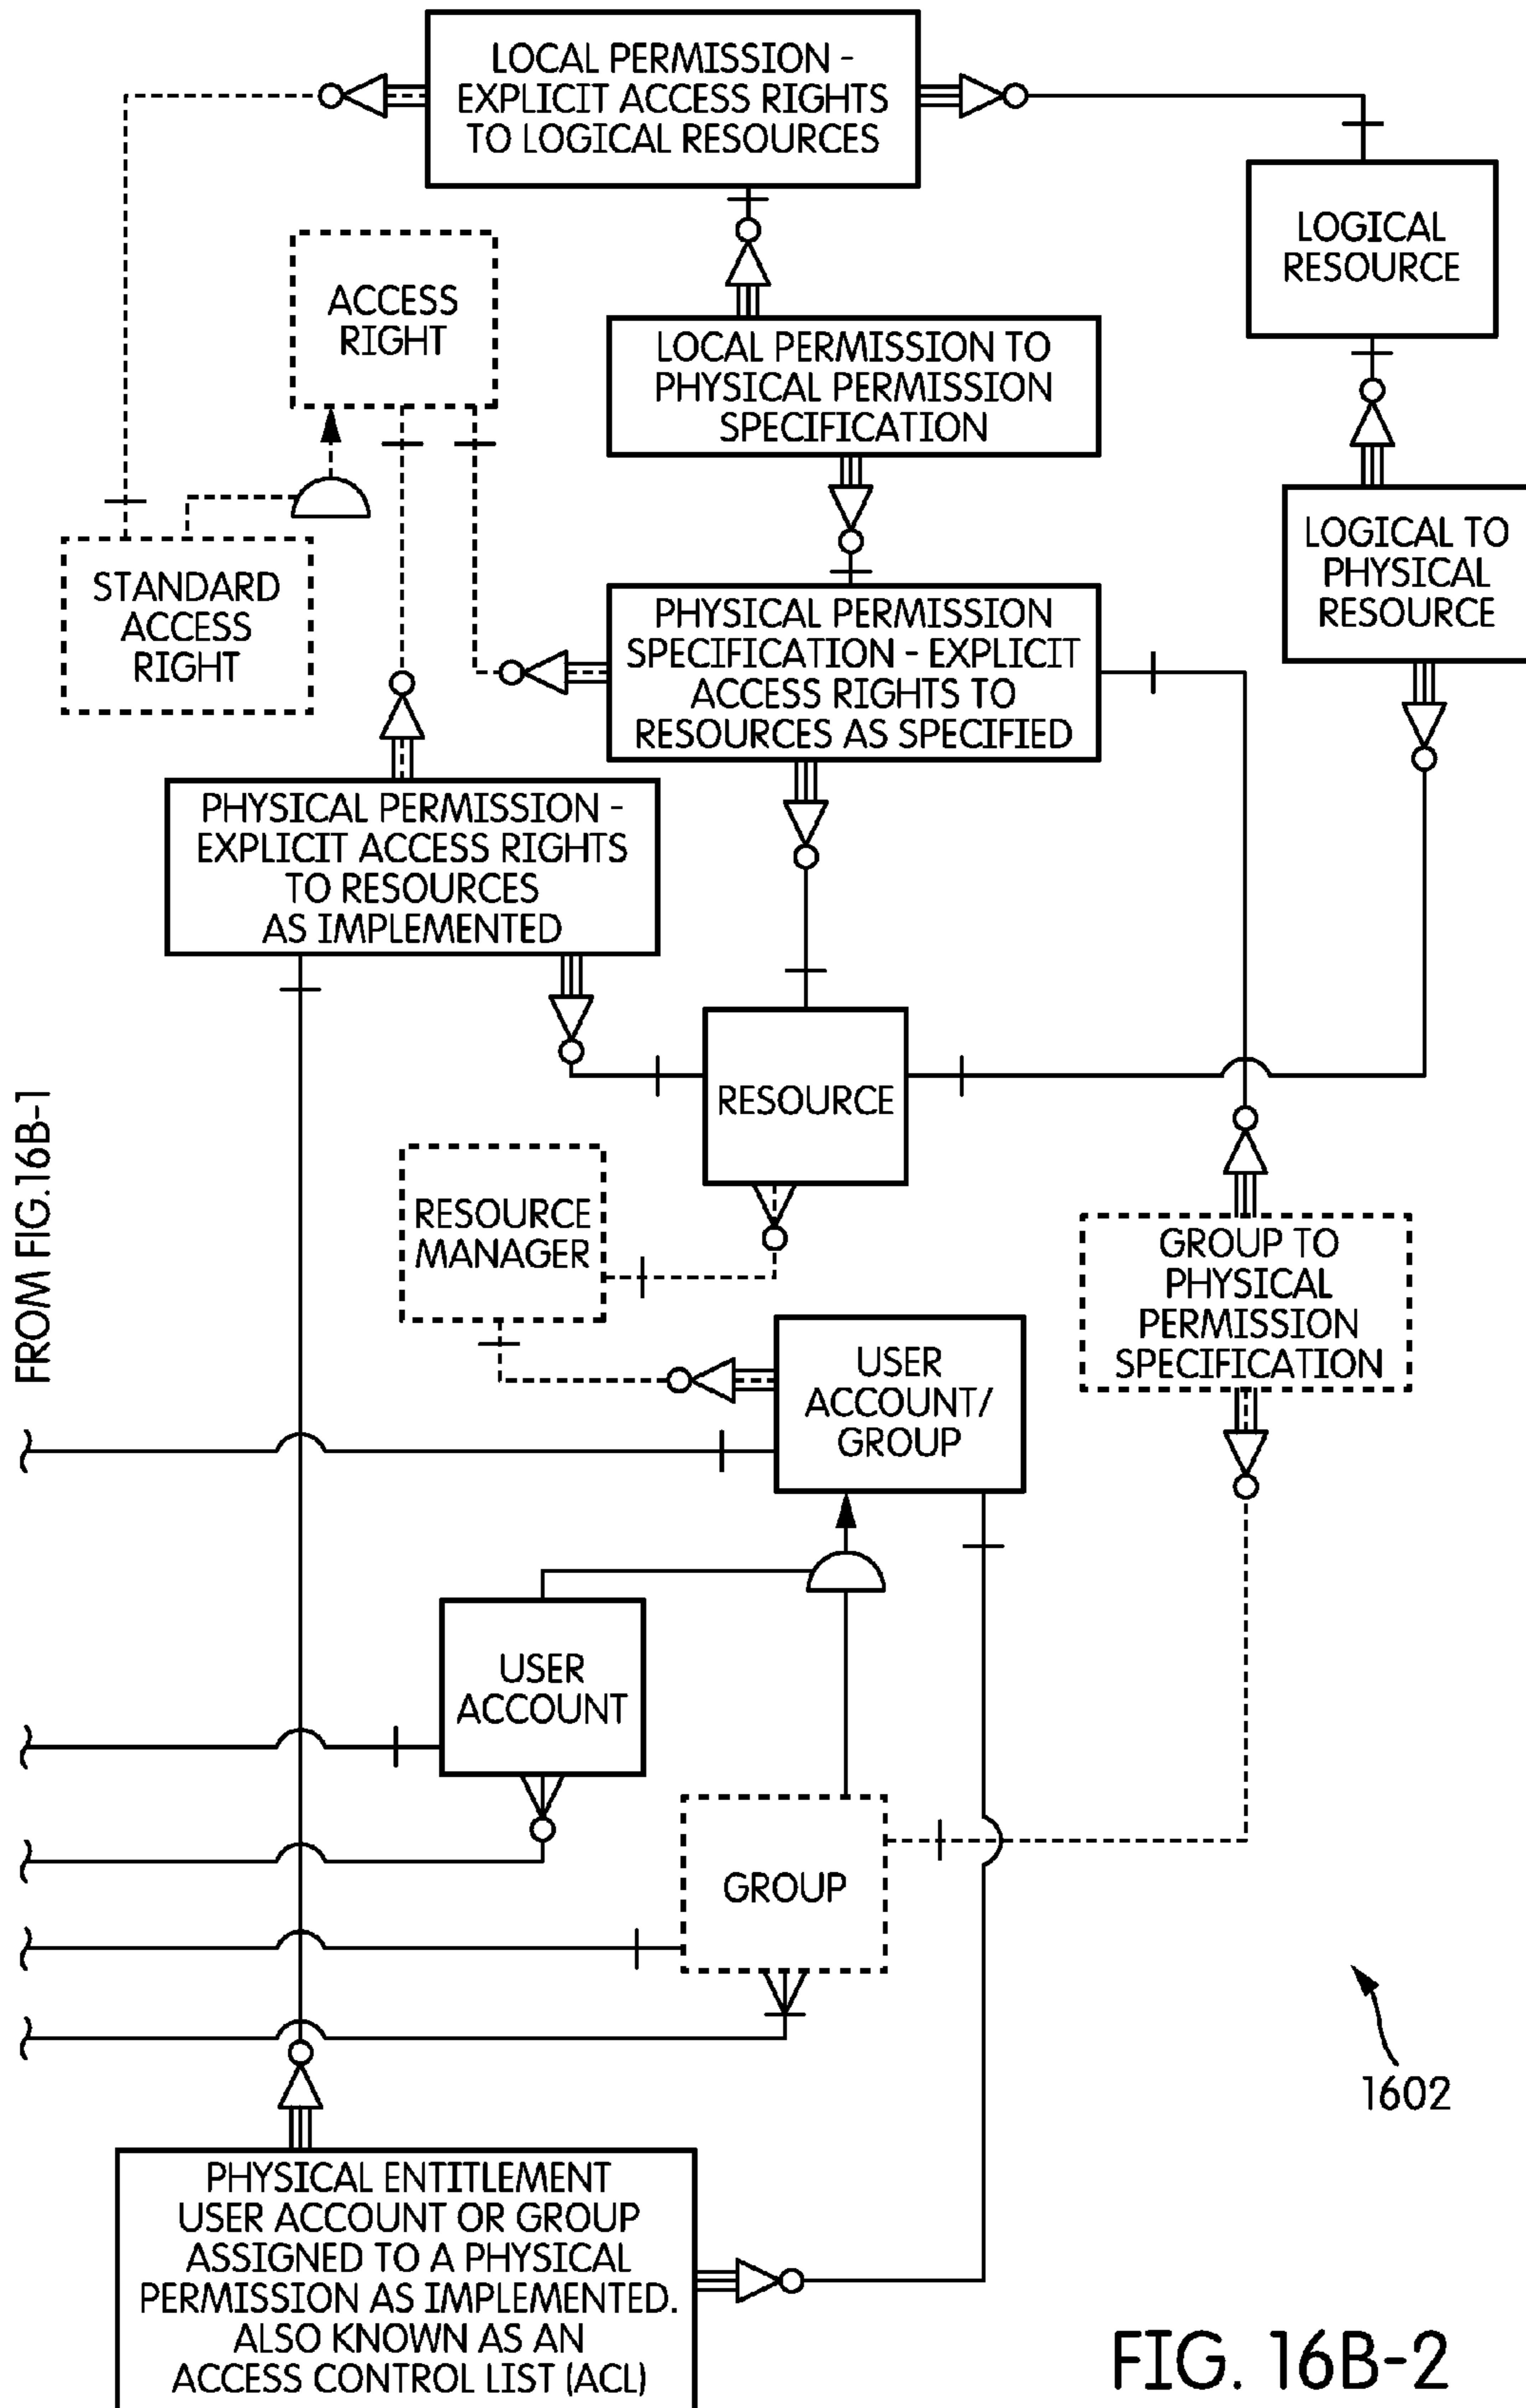 LOCAL PERMISSION -
EXPLICIT ACCESS RIGHTS
TO LOGICAL RESOURCES
LOGICAL
RESOURCE
ACCESS
RIGHT
LOCAL PERMISSION TO
PHYSICAL PERMISSION
SPECIFICATION
LOGICAL TO
PHYSICAL
RESOURCE
STANDARD
ACCESS
RIGHT
PHYSICAL PERMISSION
SPECIFICATION - EXPLICIT
ACCESS RIGHTS TO
RESOURCES AS SPECIFIED
PHYSICAL PERMISSION -
EXPLICIT ACCESS RIGHTS
TO RESOURCES
AS IMPLEMENTED
RESOURCE
FROM FIG.16B-1
RESOURCE
MANAGER
GROUP TO
PHYSICAL
PERMISSION
SPECIFICATION
USER
ACCOUNT/
GROUP
USER
ACCOUNT
GROUP
1602
PHYSICAL ENTITLEMENT
USER ACCOUNT OR GROUP
ASSIGNED TO A PHYSICAL
PERMISSION AS IMPLEMENTED.
ALSO KNOWN AS AN
ACCESS CONTROL LIST (ACL)
FIG. 16B-2